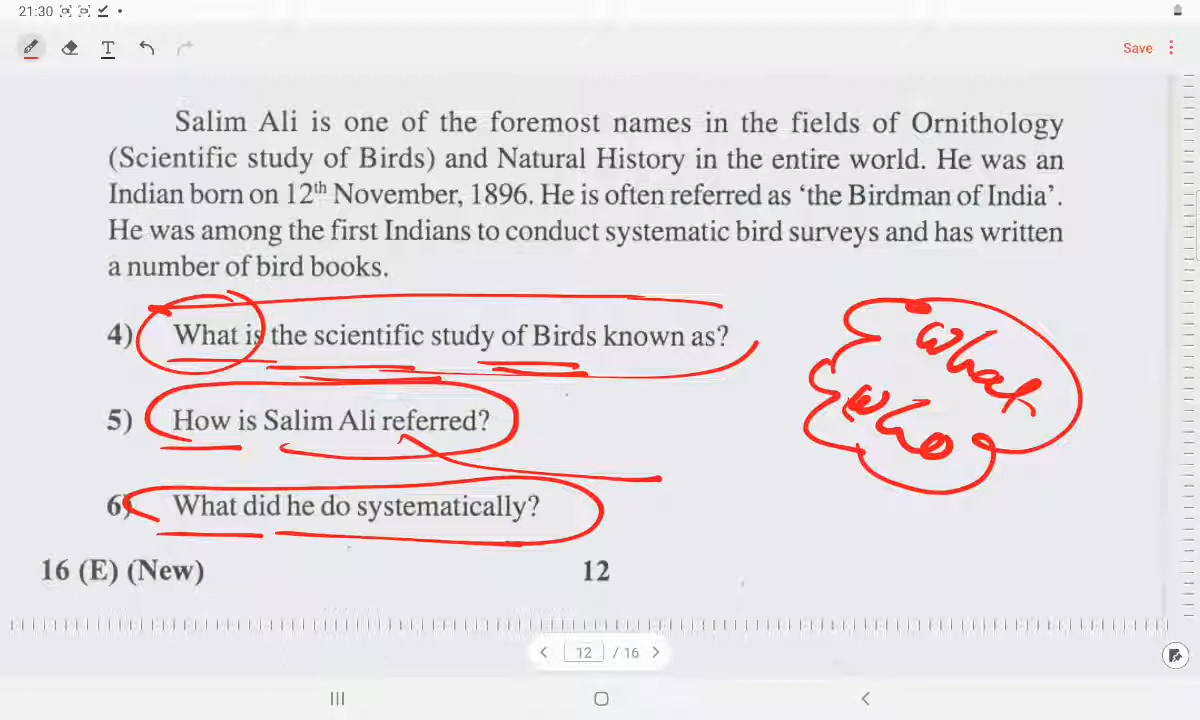 21:30
T
Save
Salim Ali is one of the foremost names in the fields of Ornithology
(Scientific study of Birds) and Natural History in the entire world. He was an
Indian born on 12th November, 1896. He is often referred as ‘the Birdman of India’.
He was among the first Indians to conduct systematic bird surveys and has written
a number of bird books.
4) What is the scientific study of Birds known as?
What
5) How is Salim Ali referred?
Who
6) What did he do systematically?
16 (E) (New) 12
12 / 16